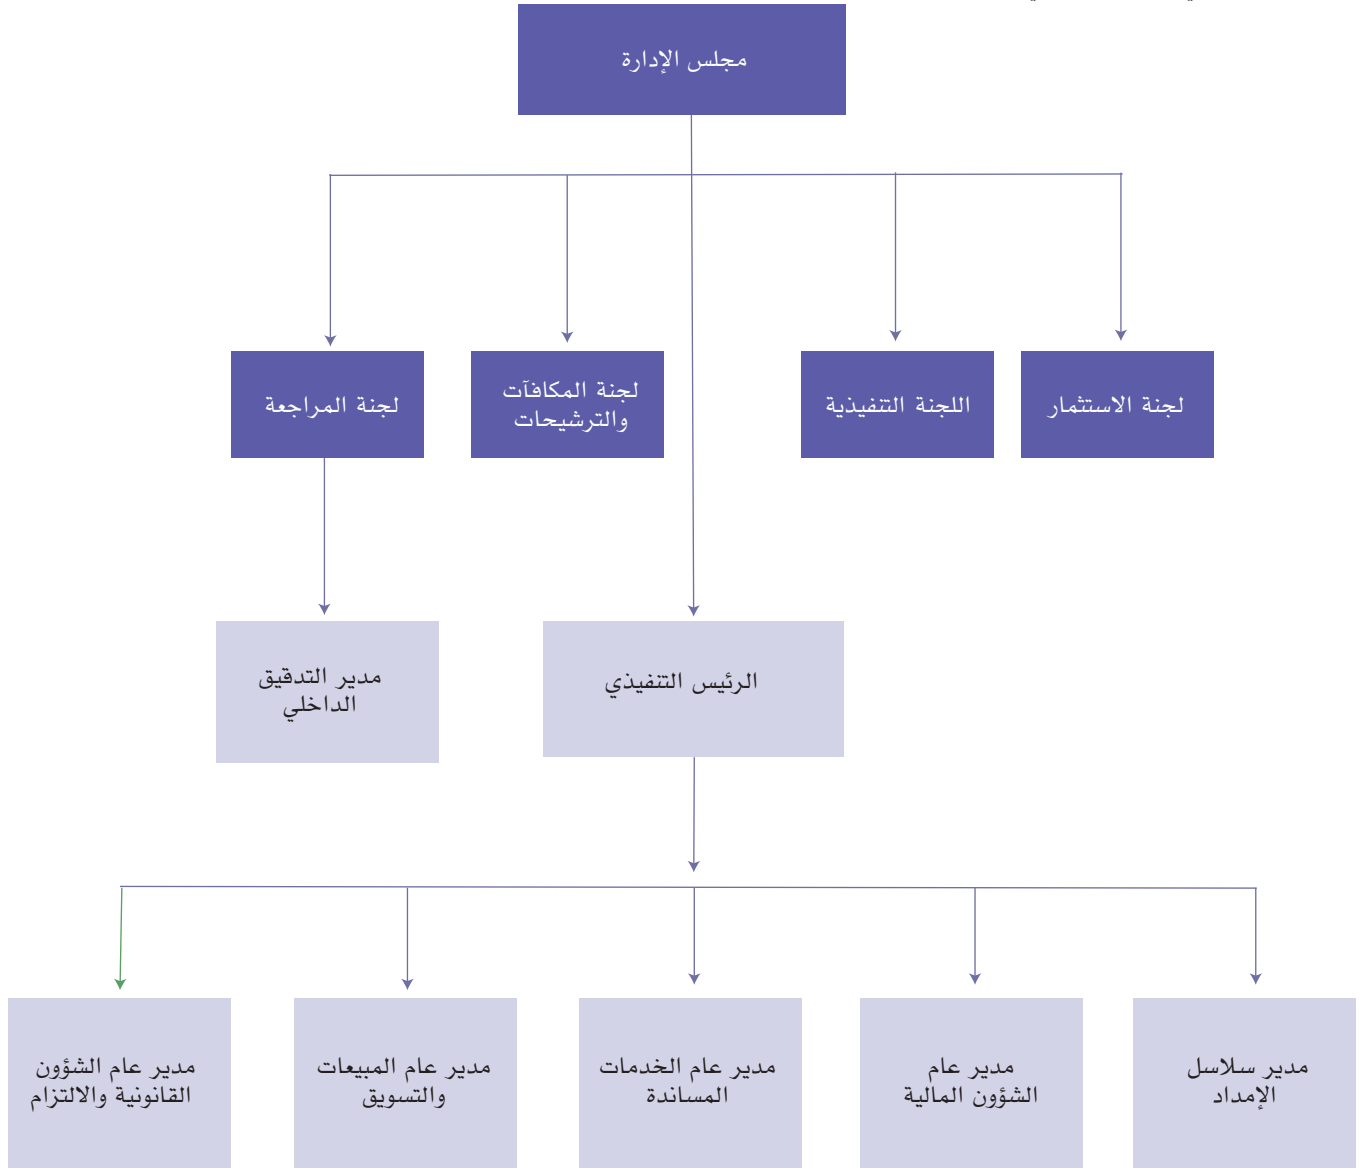 مجلس الإدارة
لجنة الاستثمار
اللجنة التنفيذية
لجنة المكافآت
والترشيحات
لجنة المراجعة
الرئيس التنفيذي
مدير التدقيق
الداخلي
مدير سلاسل
الإمداد
مدير عام
الشؤون المالية
مدير عام الخدمات
المساندة
مدير عام المبيعات
والتسويق
مدير عام الشؤون
القانونية والالتزام